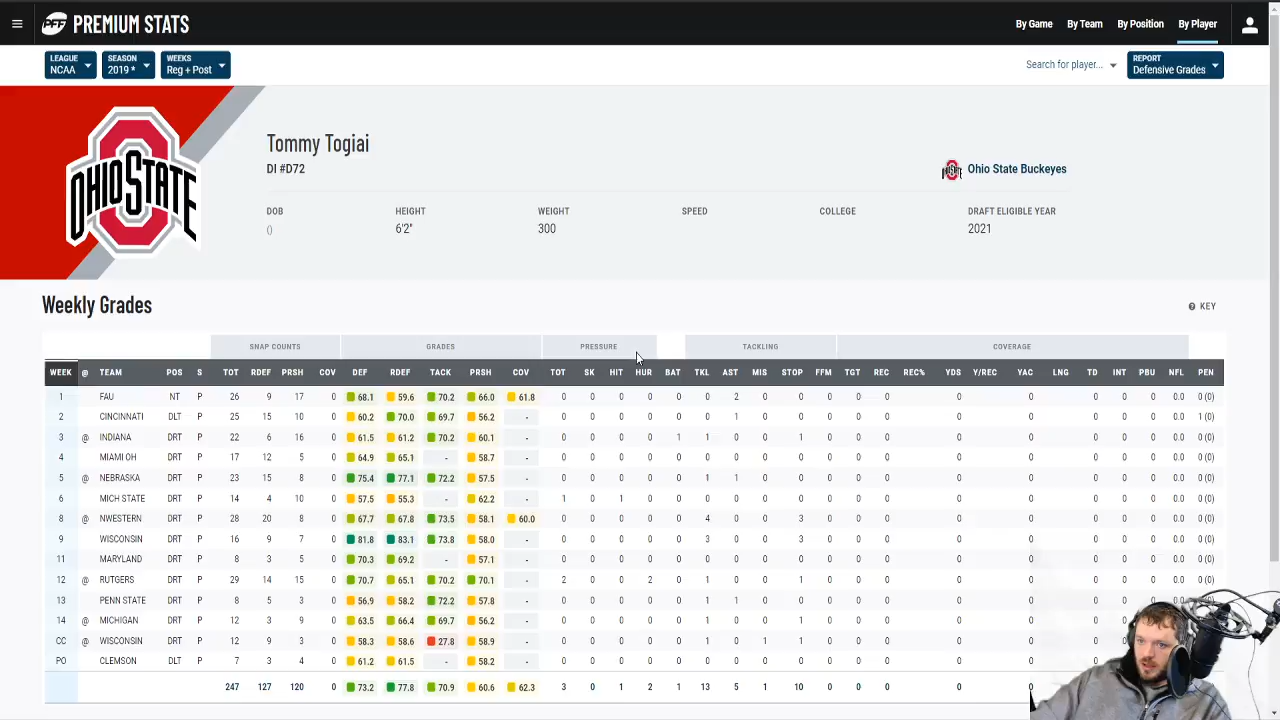 PFF PREMIUM STATS By Game By Team By Position By Player
LEAGUE NCAA SEASON 2019 * WEEKS Reg + Post Search for player... REPORT Defensive Grades
OHIO STATE
Tommy Togiai
DI #D72 Ohio State Buckeyes
DOB HEIGHT WEIGHT SPEED COLLEGE DRAFT ELIGIBLE YEAR
() 6'2" 300 2021
Weekly Grades KEY
SNAP COUNTS GRADES PRESSURE TACKLING COVERAGE
WEEK @ TEAM POS S TOT RDEF PRSH COV DEF RDEF TACK PRSH COV TOT SK HIT HUR BAT TKL AST MIS STOP FFM TGT REC REC% YDS Y/REC YAC LNG TD INT PBU NFL PEN
1 FAU NT P 26 9 17 0 68.1 59.6 70.2 66.0 61.8 0 0 0 0 0 0 2 0 0 0 0 0 0 0 0 0 0 0.0 0 (0)
2 CINCINNATI DLT P 25 15 10 0 60.2 70.0 69.7 56.2 - 0 0 0 0 0 0 1 0 0 0 0 0 0 0 0 0 0 0.0 1 (0)
3 @ INDIANA DRT P 22 6 16 0 61.5 61.2 70.2 60.1 - 0 0 0 0 1 1 0 0 1 0 0 0 0 0 0 0 0 0.0 0 (0)
4 MIAMI OH DRT P 17 12 5 0 64.9 65.1 - 58.7 - 0 0 0 0 0 0 0 0 0 0 0 0 0 0 0 0 0 0.0 0 (0)
5 @ NEBRASKA DRT P 23 15 8 0 75.4 77.1 72.2 57.5 - 0 0 0 0 0 1 1 0 0 0 0 0 0 0 0 0 0 0.0 0 (0)
6 MICH STATE DRT P 14 4 10 0 57.5 55.3 - 62.2 - 1 0 1 0 0 0 0 0 0 0 0 0 0 0 0 0 0 0.0 0 (0)
8 @ NWESTERN DRT P 28 20 8 0 67.7 67.8 73.5 58.1 60.0 0 0 0 0 0 4 0 0 3 0 0 0 0 0 0 0 0 0.0 0 (0)
9 WISCONSIN DRT P 16 9 7 0 81.8 83.1 73.8 58.0 - 0 0 0 0 0 3 0 0 3 0 0 0 0 0 0 0 0 0.0 0 (0)
11 MARYLAND DRT P 8 3 5 0 70.3 69.2 - 57.1 - 0 0 0 0 0 0 0 0 0 0 0 0 0 0 0 0 0 0.0 0 (0)
12 @ RUTGERS DRT P 29 14 15 0 70.7 65.1 70.2 70.1 - 2 0 0 2 0 1 0 0 1 0 0 0 0 0 0 0 0 0.0 0 (0)
13 PENN STATE DRT P 8 5 3 0 56.9 58.2 72.2 57.8 - 0 0 0 0 0 1 1 0 0 0 0 0 0 0 0 0 0 0.0
14 @ MICHIGAN DRT P 12 3 9 0 63.5 66.4 69.7 56.2 - 0 0 0 0 0 1 0 0 1 0 0 0 0 0
CC @ WISCONSIN DRT P 12 9 3 0 58.3 58.6 27.8 58.9 - 0 0 0 0 0 1 0 1 1 0 0 0 0 0
PO CLEMSON DLT P 7 3 4 0 61.2 61.5 - 58.2 - 0 0 0 0 0 0 0 0 0 0 0 0 0 0
247 127 120 0 73.2 77.8 70.9 60.6 62.3 3 0 1 2 1 13 5 1 10 0 0 0 0 0